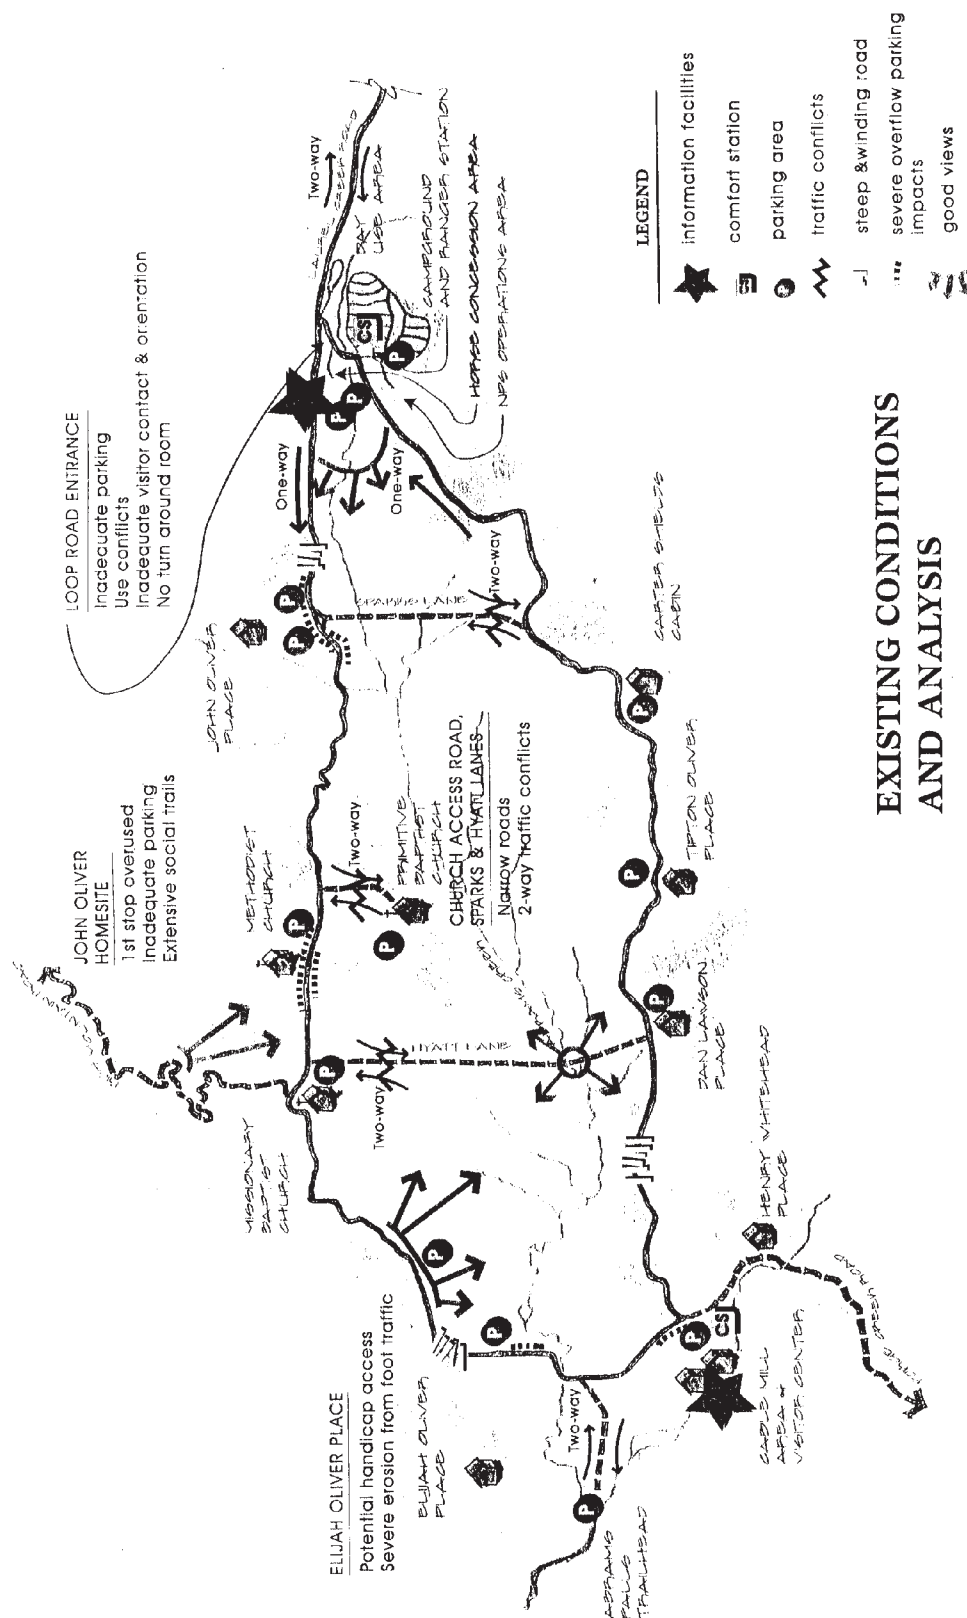 LOOP ROAD ENTRANCE
Inadequate parking
Use conflicts
Inadequate visitor contact & orientation
No turn around room
JOHN OLIVER
HOMESITE
1st stop overused
Inadequate parking
Extensive social trails
ELIJAH OLIVER PLACE
Potential handicap access
Severe erosion from foot traffic
ELIJAH OLIVER
PLACE
MISSIONARY
BAPTIST
CHURCH
METHODIST
CHURCH
JOHN OLIVER
PLACE
One-way
Two-way
LAUREL CREEK ROAD
DAY
USE AREA
CAMPGROUND
AND RANGER STATION
HORSE CONCESSION AREA
NPS OPERATIONS AREA
CS
P
P
P
One-way
P
P
SPARKS LANE
Two-way
P
Two-way
PRIMITIVE
BAPTIST
CHURCH
P
CHURCH ACCESS ROAD,
SPARKS & HYATT LANES
Narrow roads
2-way traffic conflicts
P
HYATT LANE
Two-way
P
P
Two-way
P
ABRAMS
FALLS
TRAILHEAD
P
CS
CABLE MILL
AREA &
VISITOR CENTER
HENRY WHITEHEAD
PLACE
P
DAN LAWSON
PLACE
P
TIPTON OLIVER
PLACE
P
CARTER SHIELDS
CABIN
EXISTING CONDITIONS
AND ANALYSIS
LEGEND
information facilities
CS
comfort station
P
parking area
traffic conflicts
steep & winding road
severe overflow parking
impacts
good views